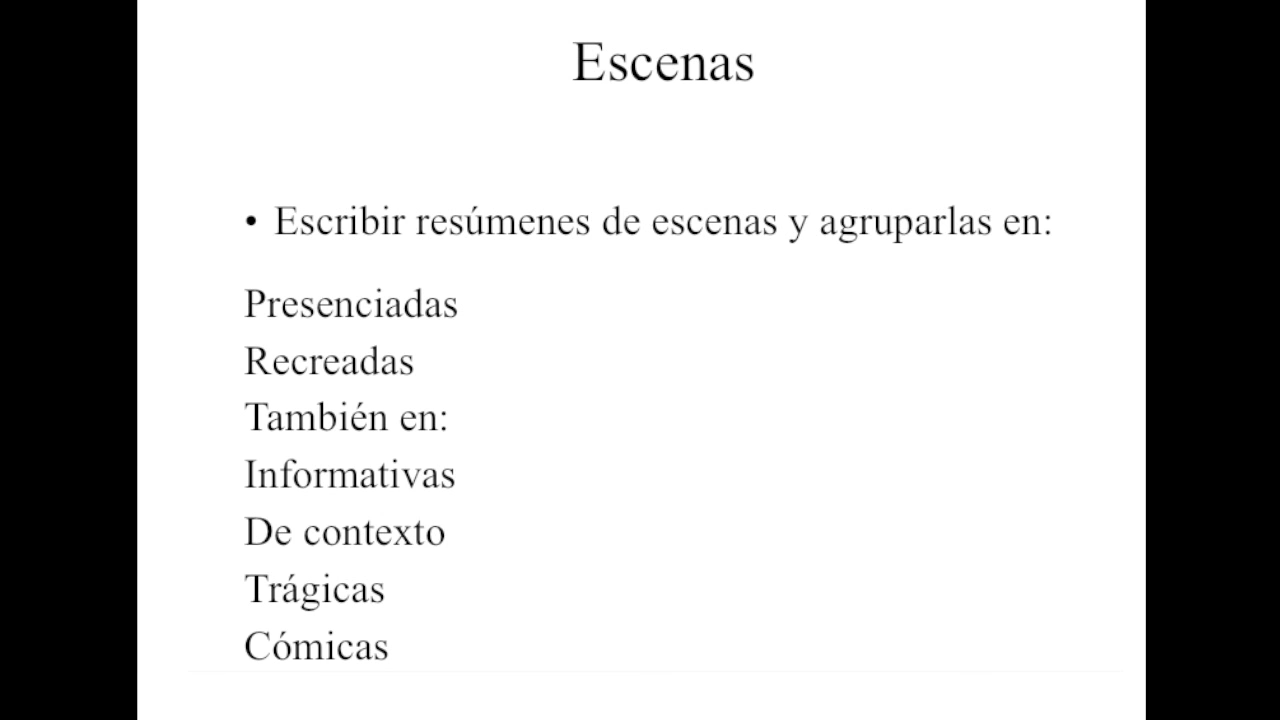 Escenas
• Escribir resúmenes de escenas y agruparlas en:
Presenciadas
Recreadas
También en:
Informativas
De contexto
Trágicas
Cómicas